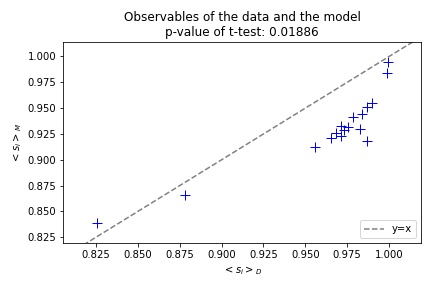 Observables of the data and the model
p-value of t-test: 0.01886
1.000
0.975
0.950
0.925
0.900
0.875
0.850
0.825
< s_i >_M
y=x
0.825 0.850 0.875 0.900 0.925 0.950 0.975 1.000
< s_i >_D